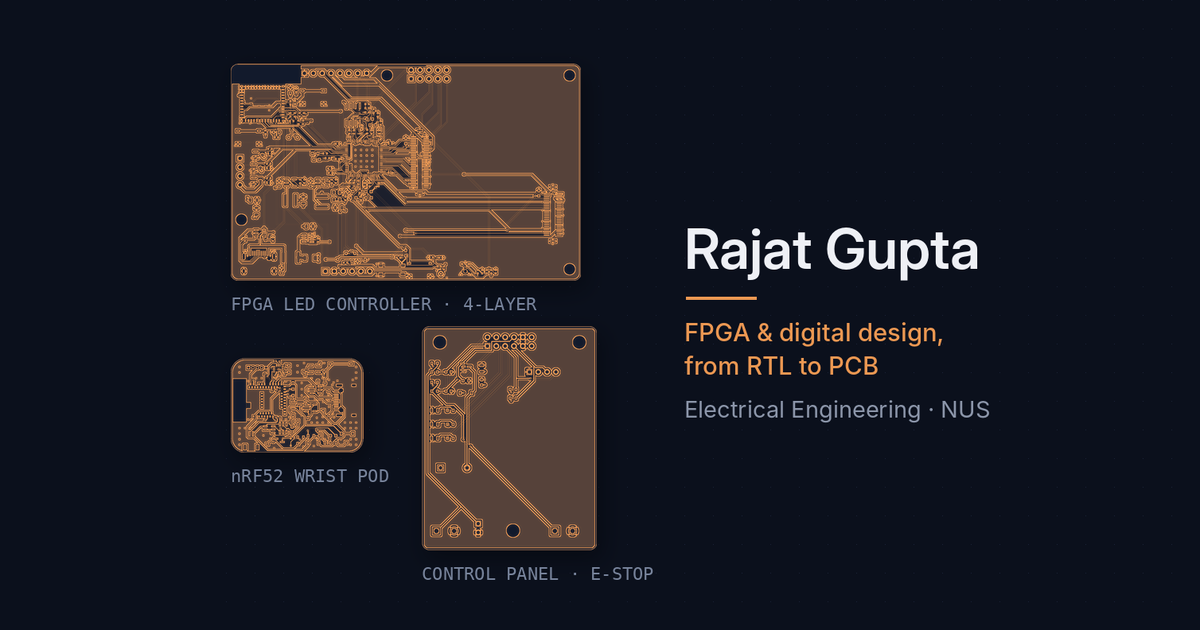 FPGA LED CONTROLLER · 4-LAYER
nRF52 WRIST POD
CONTROL PANEL · E-STOP
Rajat Gupta
FPGA & digital design,
from RTL to PCB
Electrical Engineering · NUS